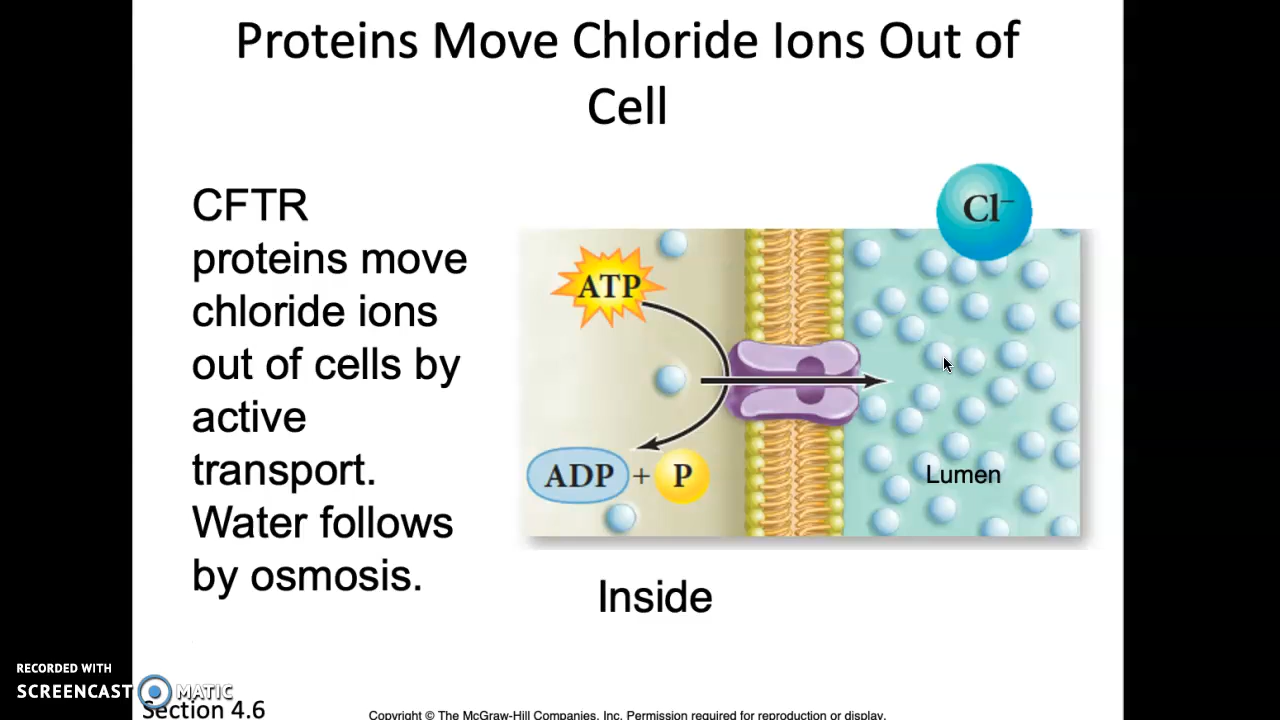 Proteins Move Chloride Ions Out of
Cell
CFTR
proteins move
chloride ions
out of cells by
active
transport.
Water follows
by osmosis.
Cl⁻
ATP
ADP + P
Lumen
Inside
RECORDED WITH
SCREENCAST MATIC
Section 4.6
Copyright © The McGraw-Hill Companies, Inc. Permission required for reproduction or display.